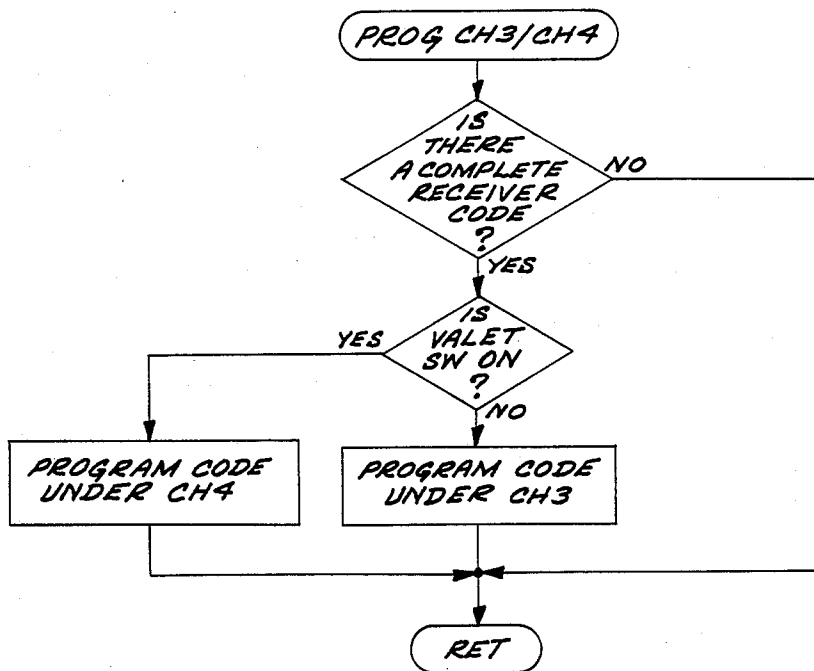 PROG CH3/CH4
IS
THERE
A COMPLETE
RECEIVER
CODE
?
NO
YES
IS
VALET
SW ON
?
YES
NO
PROGRAM CODE
UNDER CH4
PROGRAM CODE
UNDER CH3
RET